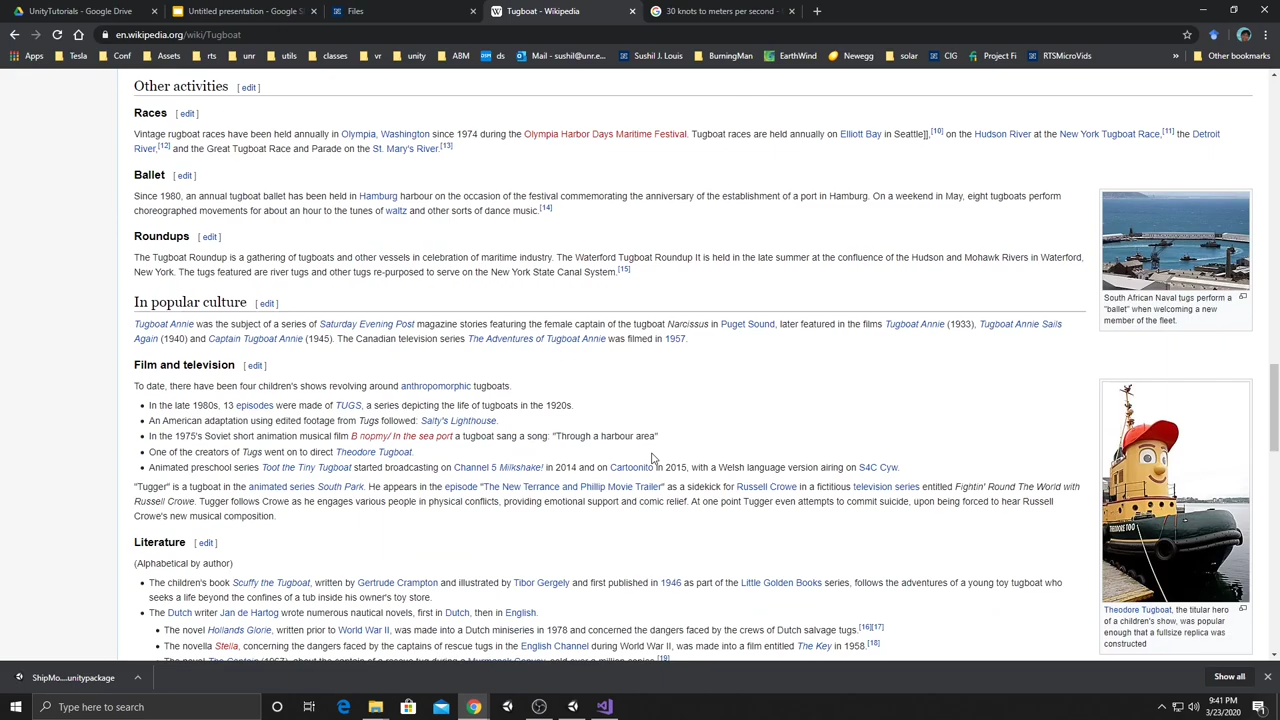 UnityTutorials - Google Drive
Untitled presentation - Google S
Files
Tugboat - Wikipedia
30 knots to meters per second -
en.wikipedia.org/wiki/Tugboat
Apps
Tesla
Conf
Assets
rts
unr
utils
classes
vr
unity
ABM
ds
Mail - sushil@unr.e...
Sushil J. Louis
BurningMan
EarthWind
Newegg
solar
CIG
Project Fi
RTSMicroVids
»
Other bookmarks
Other activities [ edit ]
Races [ edit ]
Vintage rugboat races have been held annually in Olympia, Washington since 1974 during the Olympia Harbor Days Maritime Festival. Tugboat races are held annually on Elliott Bay in Seattle]],[10] on the Hudson River at the New York Tugboat Race,[11] the Detroit
River,[12] and the Great Tugboat Race and Parade on the St. Mary's River.[13]
Ballet [ edit ]
Since 1980, an annual tugboat ballet has been held in Hamburg harbour on the occasion of the festival commemorating the anniversary of the establishment of a port in Hamburg. On a weekend in May, eight tugboats perform
choreographed movements for about an hour to the tunes of waltz and other sorts of dance music.[14]
Roundups [ edit ]
The Tugboat Roundup is a gathering of tugboats and other vessels in celebration of maritime industry. The Waterford Tugboat Roundup It is held in the late summer at the confluence of the Hudson and Mohawk Rivers in Waterford,
New York. The tugs featured are river tugs and other tugs re-purposed to serve on the New York State Canal System.[15]
South African Naval tugs perform a
"ballet" when welcoming a new
member of the fleet.
In popular culture [ edit ]
Tugboat Annie was the subject of a series of Saturday Evening Post magazine stories featuring the female captain of the tugboat Narcissus in Puget Sound, later featured in the films Tugboat Annie (1933), Tugboat Annie Sails
Again (1940) and Captain Tugboat Annie (1945). The Canadian television series The Adventures of Tugboat Annie was filmed in 1957.
Film and television [ edit ]
To date, there have been four children's shows revolving around anthropomorphic tugboats.
• In the late 1980s, 13 episodes were made of TUGS, a series depicting the life of tugboats in the 1920s.
• An American adaptation using edited footage from Tugs followed: Salty's Lighthouse.
• In the 1975's Soviet short animation musical film В порту/ In the sea port a tugboat sang a song: "Through a harbour area"
• One of the creators of Tugs went on to direct Theodore Tugboat.
• Animated preschool series Toot the Tiny Tugboat started broadcasting on Channel 5 Milkshake! in 2014 and on Cartoonito in 2015, with a Welsh language version airing on S4C Cyw.
"Tugger" is a tugboat in the animated series South Park. He appears in the episode "The New Terrance and Phillip Movie Trailer" as a sidekick for Russell Crowe in a fictitious television series entitled Fightin' Round The World with
Russell Crowe. Tugger follows Crowe as he engages various people in physical conflicts, providing emotional support and comic relief. At one point Tugger even attempts to commit suicide, upon being forced to hear Russell
Crowe's new musical composition.
THEODORE TOO
Theodore Tugboat, the titular hero
of a children's show, was popular
enough that a fullsize replica was
constructed
Literature [ edit ]
(Alphabetical by author)
• The children's book Scuffy the Tugboat, written by Gertrude Crampton and illustrated by Tibor Gergely and first published in 1946 as part of the Little Golden Books series, follows the adventures of a young toy tugboat who
seeks a life beyond the confines of a tub inside his owner's toy store.
• The Dutch writer Jan de Hartog wrote numerous nautical novels, first in Dutch, then in English.
• The novel Hollands Glorie, written prior to World War II, was made into a Dutch miniseries in 1978 and concerned the dangers faced by the crews of Dutch salvage tugs.[16][17]
• The novella Stella, concerning the dangers faced by the captains of rescue tugs in the English Channel during World War II, was made into a film entitled The Key in 1958.[18]
ShipMo....unitypackage
Show all
Type here to search
9:41 PM
3/23/2020